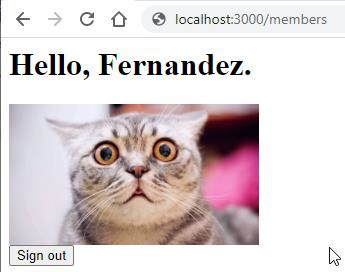 localhost:3000/members
Hello, Fernandez.
Sign out